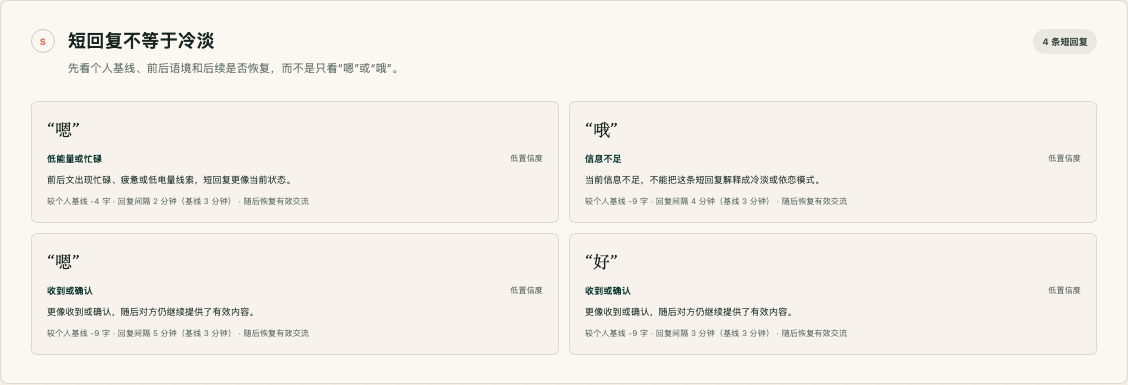 S
短回复不等于冷淡
4 条短回复
先看个人基线、前后语境和后续是否恢复，而不是只看“嗯”或“哦”。
“嗯”
低能量或忙碌
低置信度
前后文出现忙碌、疲惫或低电量线索，短回复更像当前状态。
较个人基线 -4 字 · 回复间隔 2 分钟（基线 3 分钟） · 随后恢复有效交流
“哦”
信息不足
低置信度
当前信息不足，不能把这条短回复解释成冷淡或依恋模式。
较个人基线 -9 字 · 回复间隔 4 分钟（基线 3 分钟） · 随后恢复有效交流
“嗯”
收到或确认
低置信度
更像收到或确认，随后对方仍继续提供了有效内容。
较个人基线 -9 字 · 回复间隔 5 分钟（基线 3 分钟） · 随后恢复有效交流
“好”
收到或确认
低置信度
更像收到或确认，随后对方仍继续提供了有效内容。
较个人基线 -9 字 · 回复间隔 3 分钟（基线 3 分钟） · 随后恢复有效交流